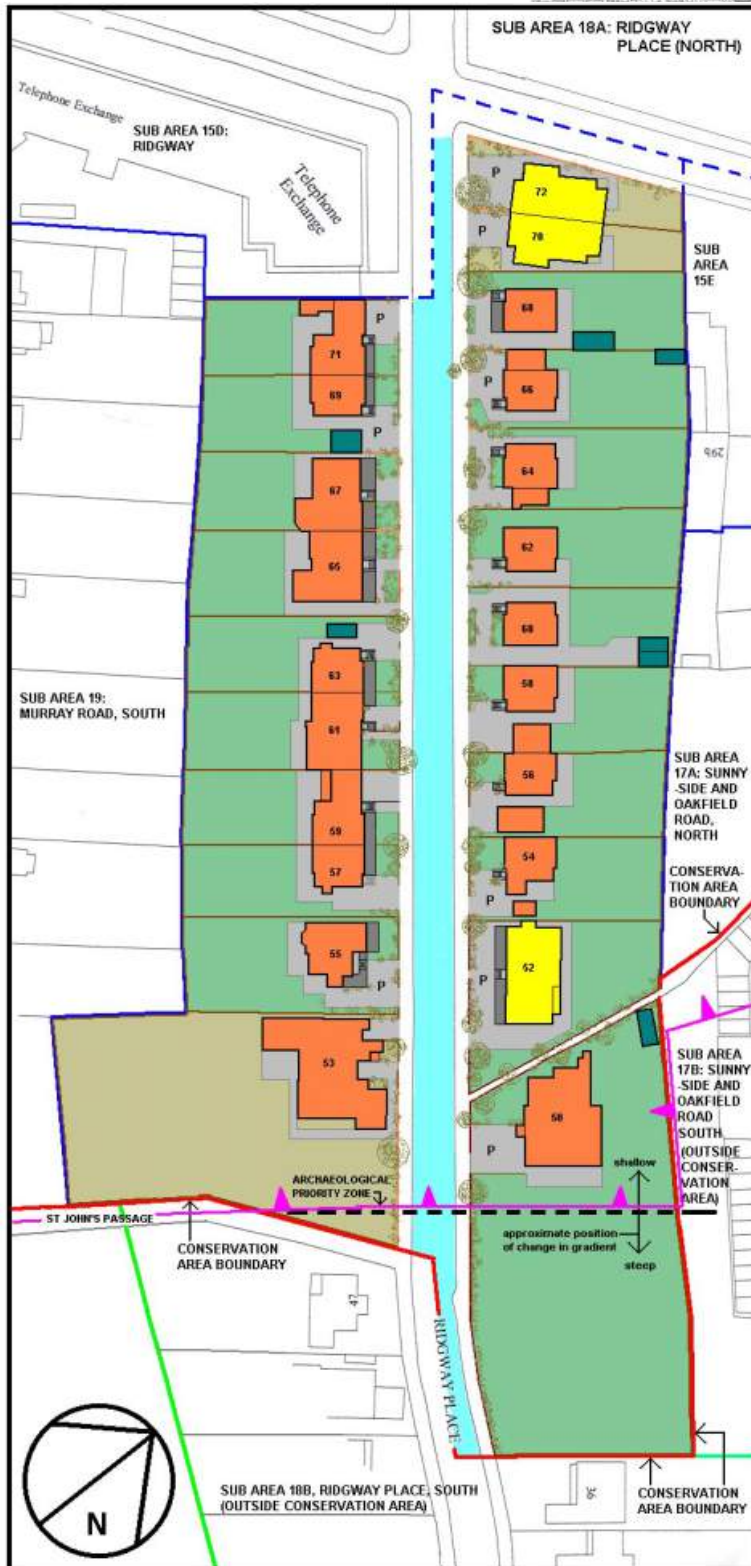 SUB AREA 18A: RIDGWAY
PLACE (NORTH)
Telephone Exchange
SUB AREA 15D:
RIDGWAY
Telephone
Exchange
P
72
P
70
SUB
AREA
15E
68
71
P
69
P
66
P
29b
64
67
65
62
60
63
58
SUB AREA 19:
MURRAY ROAD, SOUTH
61
56
SUB AREA
17A: SUNNY
-SIDE AND
OAKFIELD
ROAD,
NORTH
59
54
57
P
CONSERVA-
TION AREA
BOUNDARY
55
P
52
P
53
SUB AREA
17B: SUNNY
-SIDE AND
OAKFIELD
ROAD
SOUTH
(OUTSIDE
CONSER-
VATION
AREA)
50
P
shallow
ARCHAEOLOGICAL
PRIORITY ZONE
ST JOHN'S PASSAGE
approximate position
of change in gradient
steep
CONSERVATION
AREA BOUNDARY
47
RIDGWAY PLACE
N
SUB AREA 18B, RIDGWAY PLACE, SOUTH
(OUTSIDE CONSERVATION AREA)
36
CONSERVATION
AREA BOUNDARY